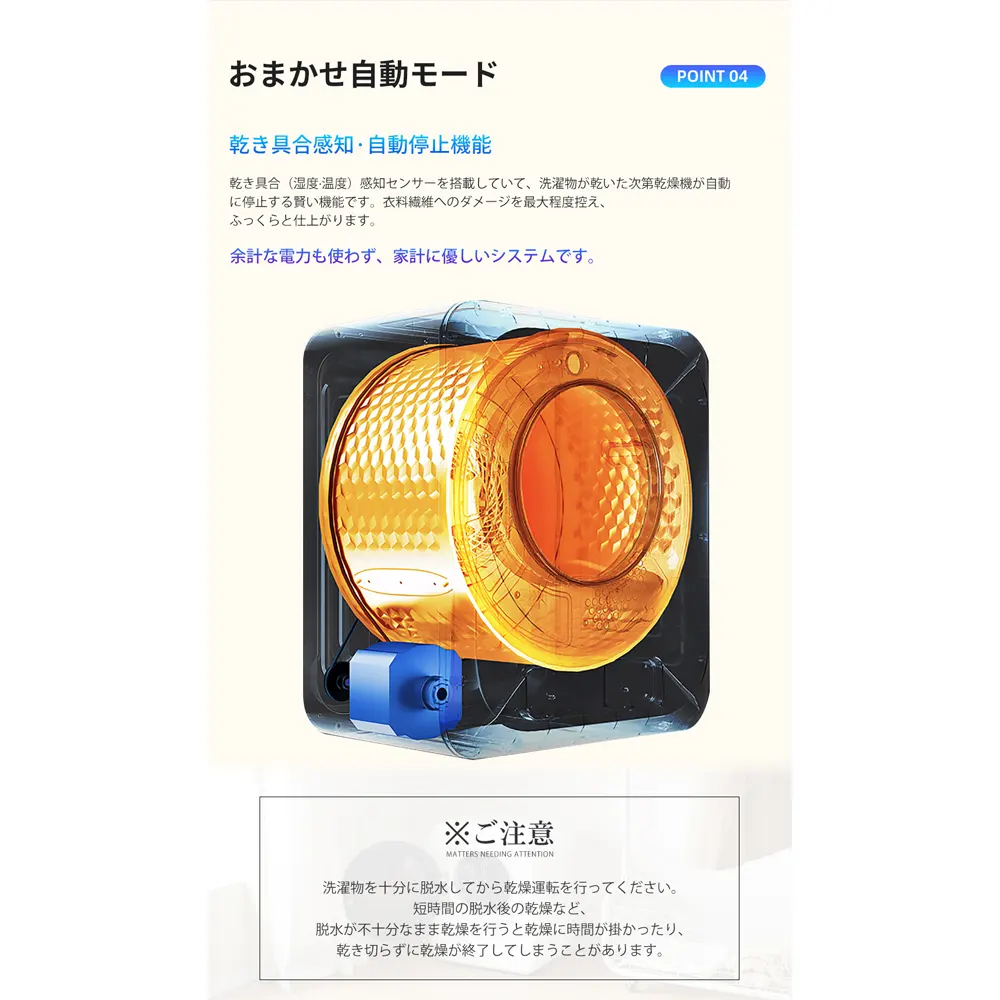 おまかせ自動モード
POINT 04
乾き具合感知·自動停止機能
乾き具合（湿度·温度）感知センサーを搭載していて、洗濯物が乾いた次第乾燥機が自動
に停止する賢い機能です。衣料繊維へのダメージを最大程度控え、
ふっくらと仕上がります。
余計な電力も使わず、家計に優しいシステムです。
※ご注意
MATTERS NEEDING ATTENTION
洗濯物を十分に脱水してから乾燥運転を行ってください。
短時間の脱水後の乾燥など、
脱水が不十分なまま乾燥を行うと乾燥に時間が掛かったり、
乾き切らずに乾燥が終了してしまうことがあります。